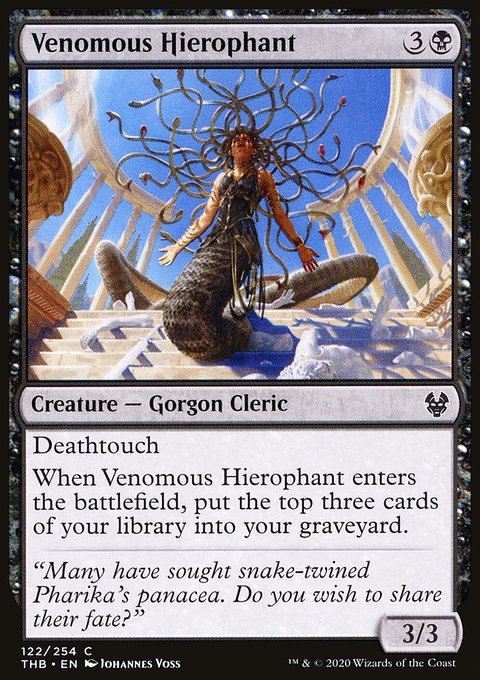 Venomous Hierophant 3
Creature — Gorgon Cleric
Deathtouch
When Venomous Hierophant enters
the battlefield, put the top three cards
of your library into your graveyard.
“Many have sought snake-twined
Pharika’s panacea. Do you wish to share
their fate?”
3/3
122/254 C
THB • EN Johannes Voss
™ & © 2020 Wizards of the Coast